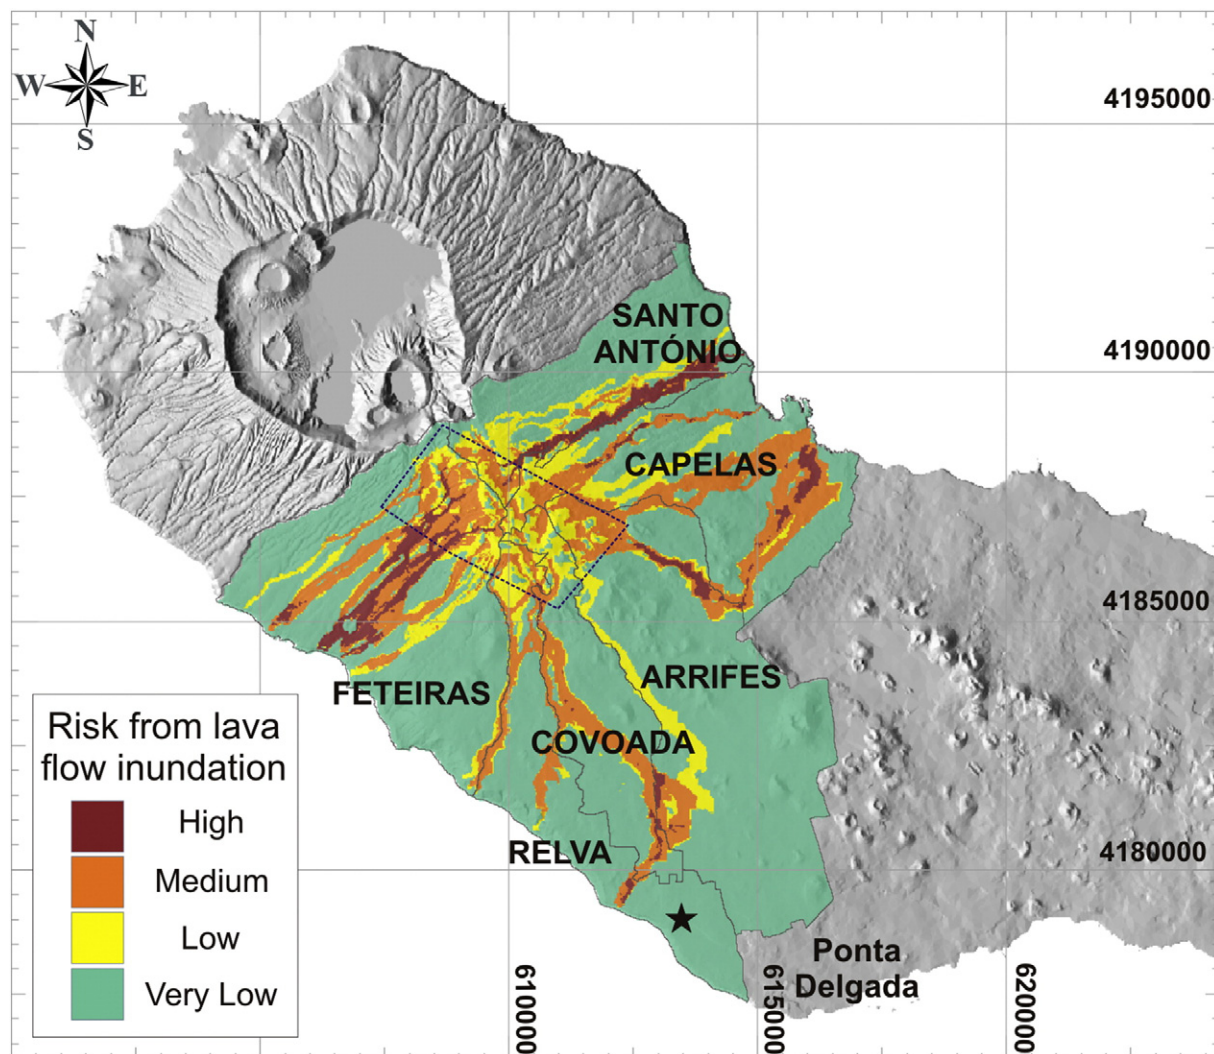 N
W
E
S
4195000
SANTO
ANTÓNIO
4190000
CAPELAS
4185000
ARRIFES
FETEIRAS
COVOADA
RELVA
4180000
Ponta
Delgada
610000
615000
620000
Risk from lava
flow inundation
High
Medium
Low
Very Low